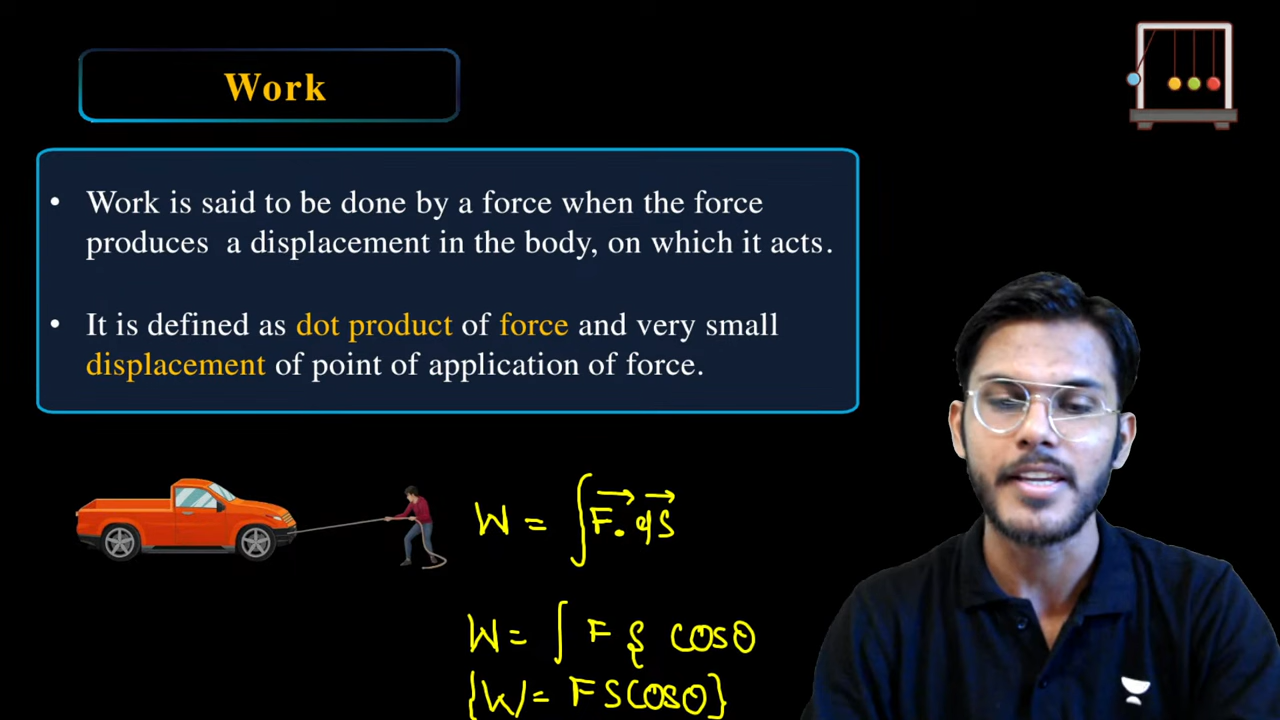 Work
• Work is said to be done by a force when the force
produces a displacement in the body, on which it acts.
• It is defined as dot product of force and very small
displacement of point of application of force.
W = ∫F⃗.ds⃗
W = ∫ F S cosθ
{W = F S cosθ}